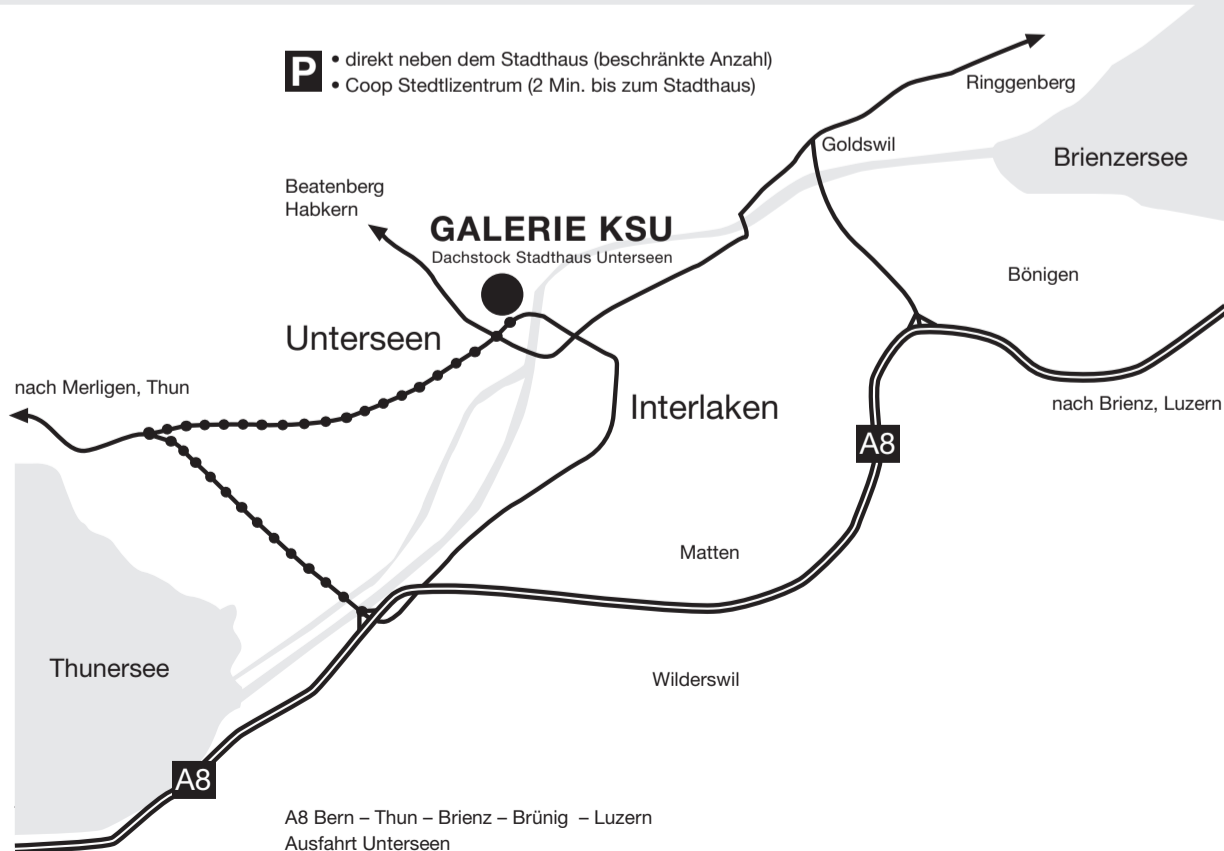 P
• direkt neben dem Stadthaus (beschränkte Anzahl)
• Coop Stedtlizentrum (2 Min. bis zum Stadthaus)
Ringgenberg
Goldswil
Brienzersee
Beatenberg
Habkern
GALERIE KSU
Dachstock Stadthaus Unterseen
Bönigen
Unterseen
nach Merligen, Thun
Interlaken
nach Brienz, Luzern
A8
Matten
Thunersee
Wilderswil
A8
A8 Bern – Thun – Brienz – Brünig – Luzern
Ausfahrt Unterseen